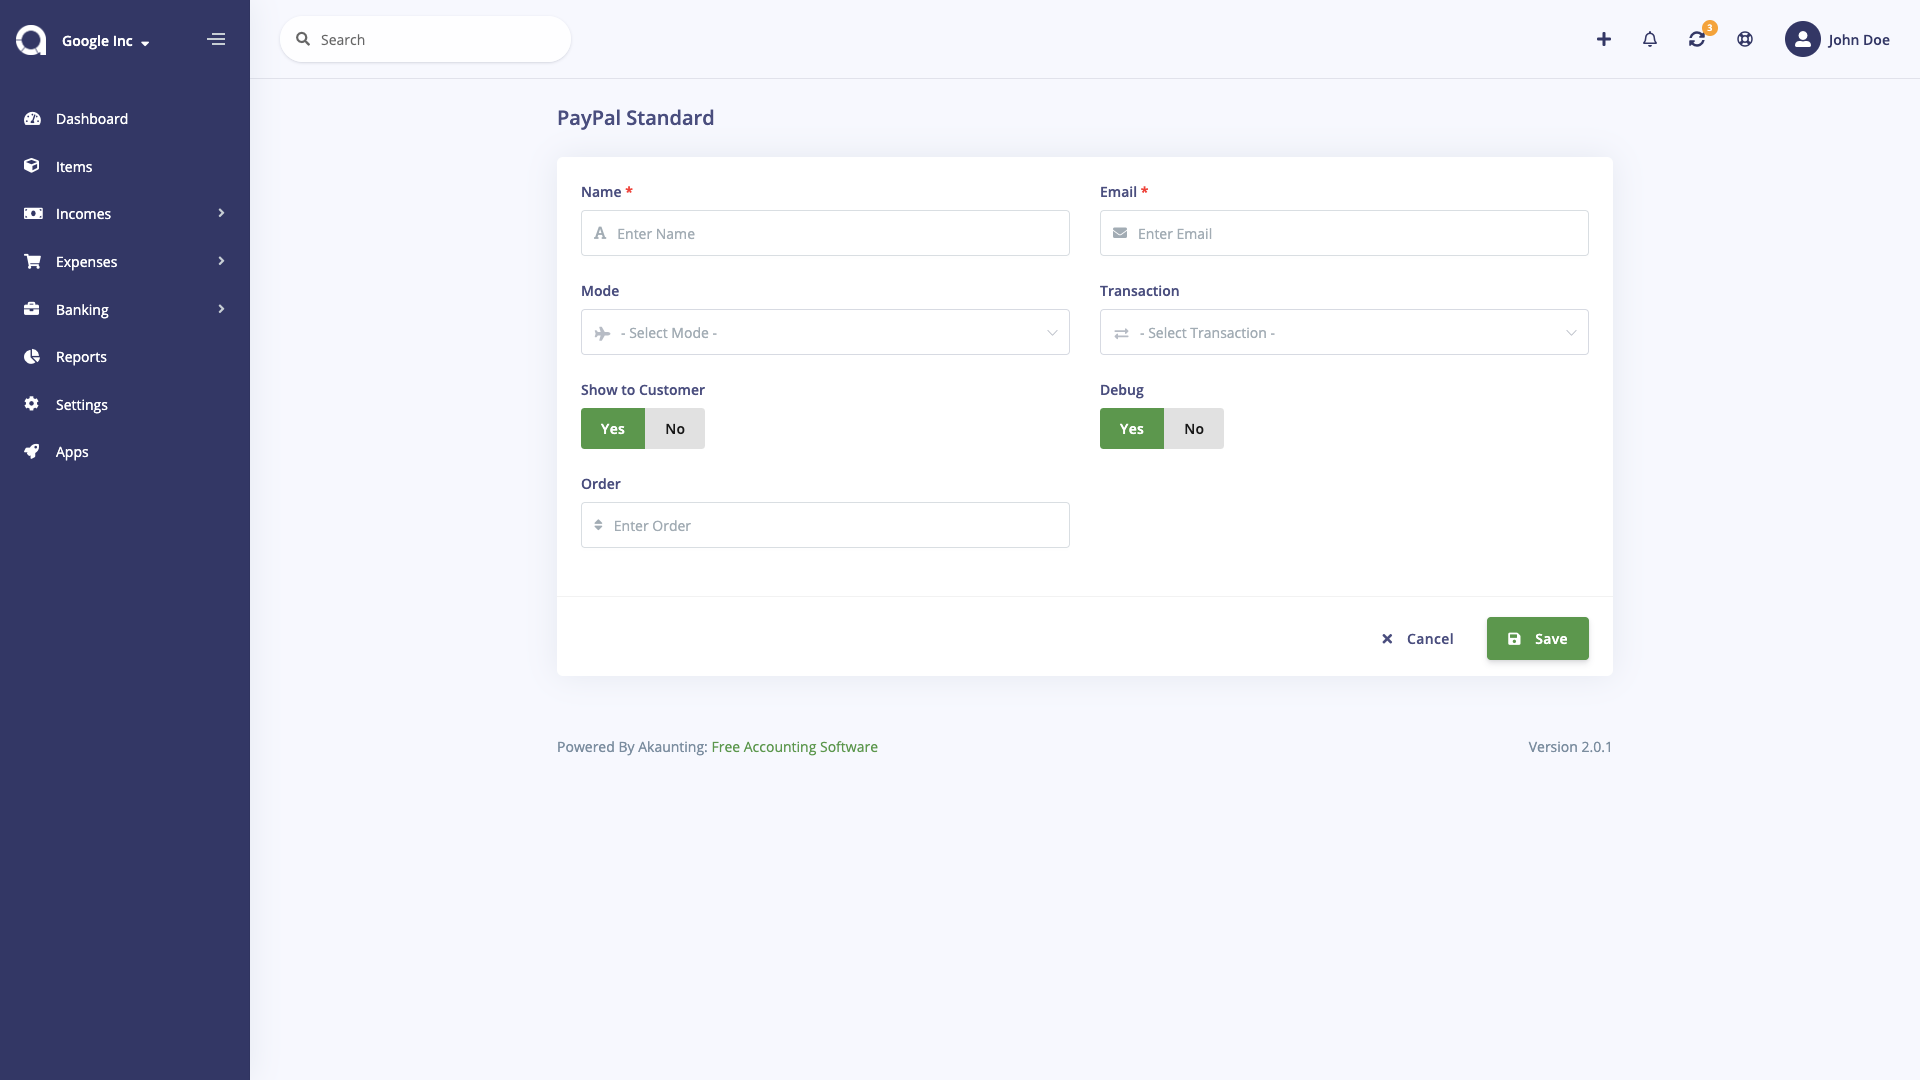 Google Inc
Search
3
John Doe
Dashboard
Items
Incomes
Expenses
Banking
Reports
Settings
Apps
PayPal Standard
Name *
Email *
Enter Name
Enter Email
Mode
Transaction
- Select Mode -
- Select Transaction -
Show to Customer
Debug
Yes No
Yes No
Order
Enter Order
Cancel
Save
Powered By Akaunting: Free Accounting Software
Version 2.0.1